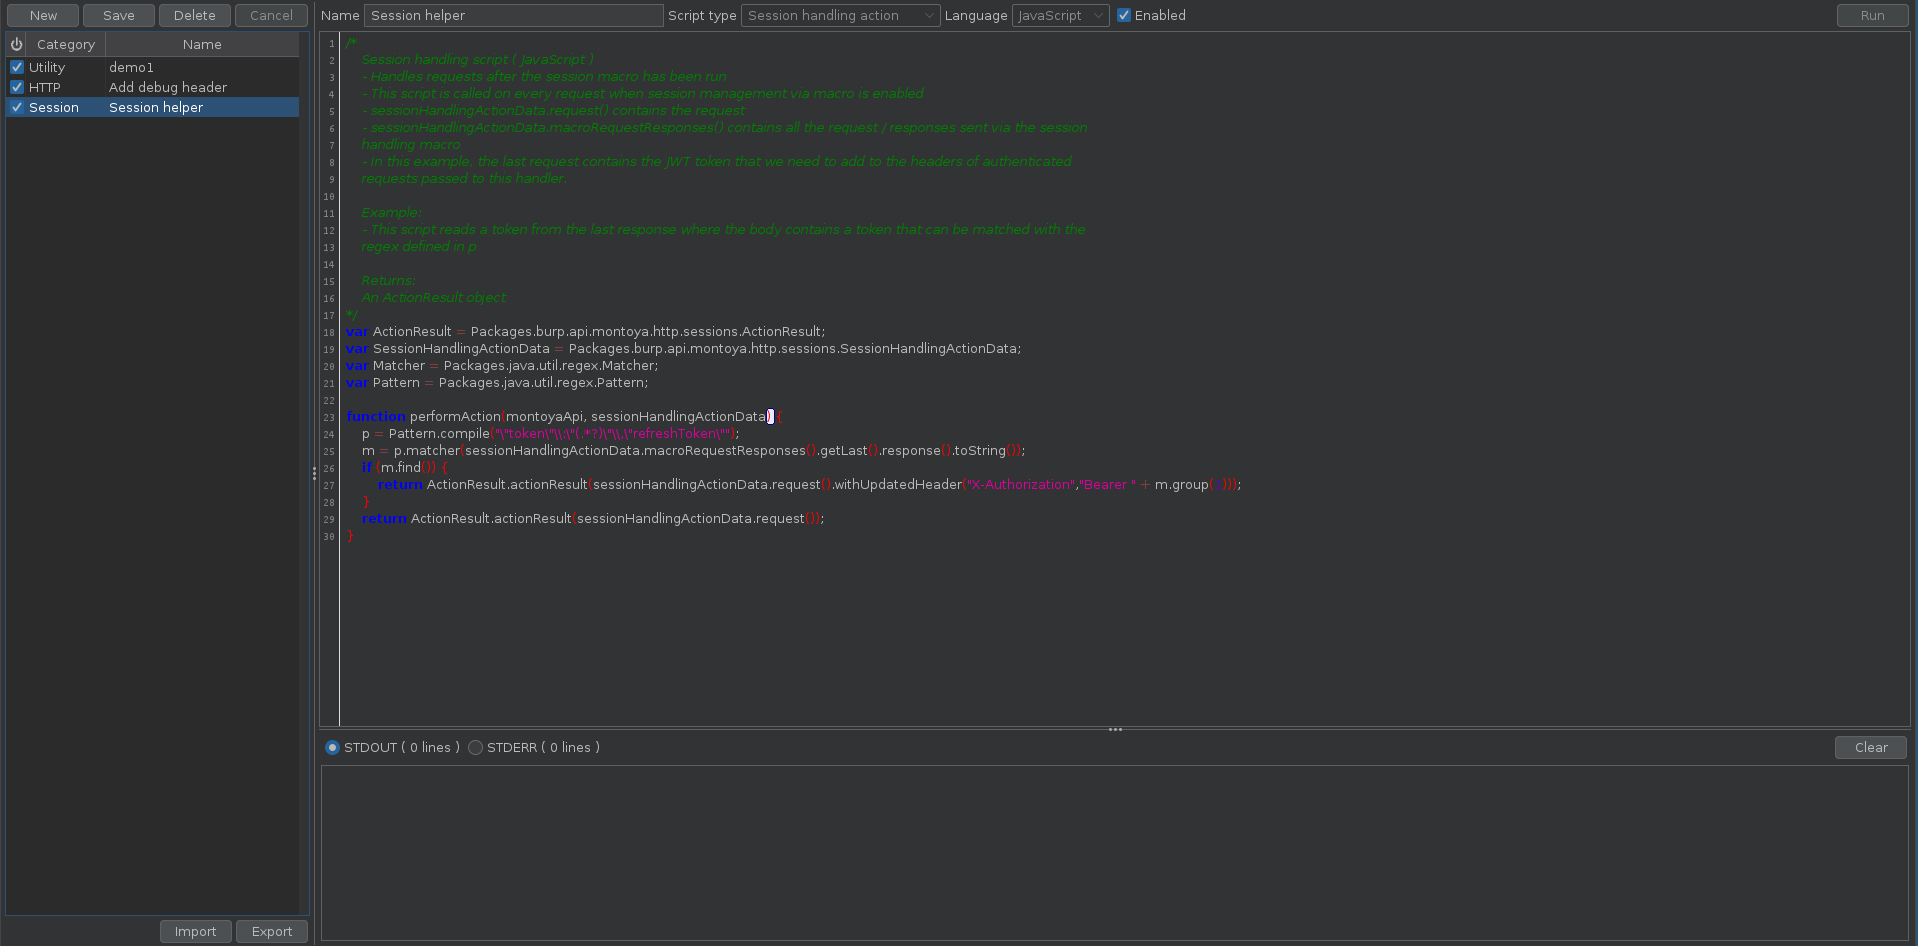 New Save Delete Cancel Name Session helper Script type Session handling action Language JavaScript Enabled Run
Category Name
Utility demo1
HTTP Add debug header
Session Session helper
1 /*
2 Session handling script ( JavaScript )
3 - Handles requests after the session macro has been run
4 - This script is called on every request when session management via macro is enabled
5 - sessionHandlingActionData.request() contains the request
6 - sessionHandlingActionData.macroRequestResponses() contains all the request / responses sent via the session
7 handling macro
8 - In this example, the last request contains the JWT token that we need to add to the headers of authenticated
9 requests passed to this handler.
10
11 Example:
12 - This script reads a token from the last response where the body contains a token that can be matched with the
13 regex defined in p
14
15 Returns:
16 An ActionResult object
17 */
18 var ActionResult = Packages.burp.api.montoya.http.sessions.ActionResult;
19 var SessionHandlingActionData = Packages.burp.api.montoya.http.sessions.SessionHandlingActionData;
20 var Matcher = Packages.java.util.regex.Matcher;
21 var Pattern = Packages.java.util.regex.Pattern;
22
23 function performAction(montoyaApi, sessionHandlingActionData) {
24 p = Pattern.compile("\"token\"\\:\"(.*?)\"\\,\"refreshToken\"");
25 m = p.matcher(sessionHandlingActionData.macroRequestResponses().getLast().response().toString());
26 if (m.find()) {
27 return ActionResult.actionResult(sessionHandlingActionData.request().withUpdatedHeader("X-Authorization","Bearer " + m.group(1)));
28 }
29 return ActionResult.actionResult(sessionHandlingActionData.request());
30 }
STDOUT ( 0 lines ) STDERR ( 0 lines ) Clear
Import Export